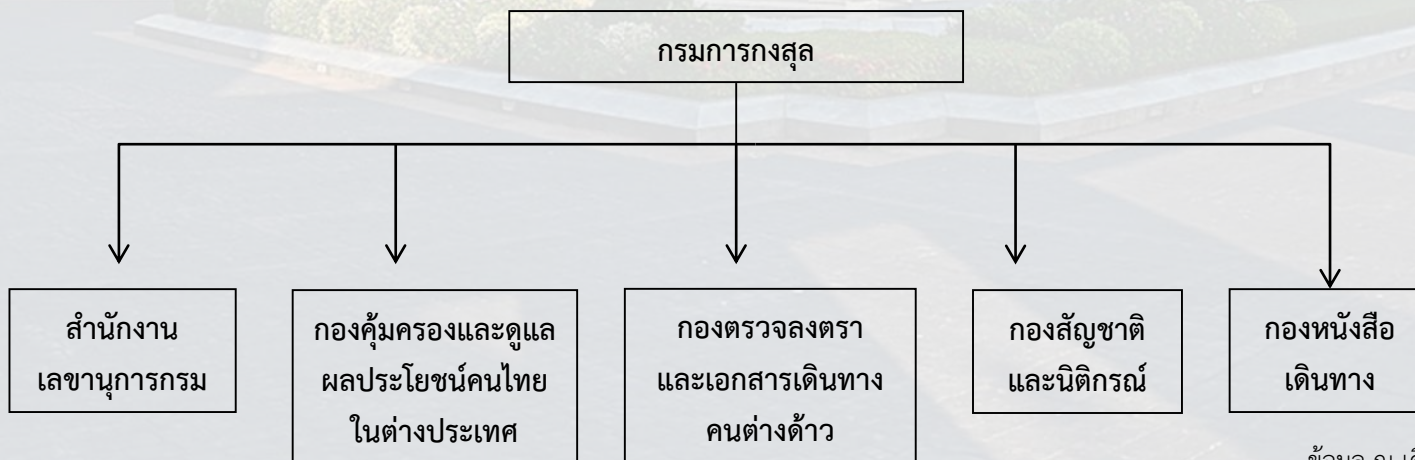 กรมการกงสุล
สำนักงาน
เลขานุการกรม
กองคุ้มครองและดูแล
ผลประโยชน์คนไทย
ในต่างประเทศ
กองตรวจลงตรา
และเอกสารเดินทาง
คนต่างด้าว
กองสัญชาติ
และนิติกรณ์
กองหนังสือ
เดินทาง
ข้อมูล ณ